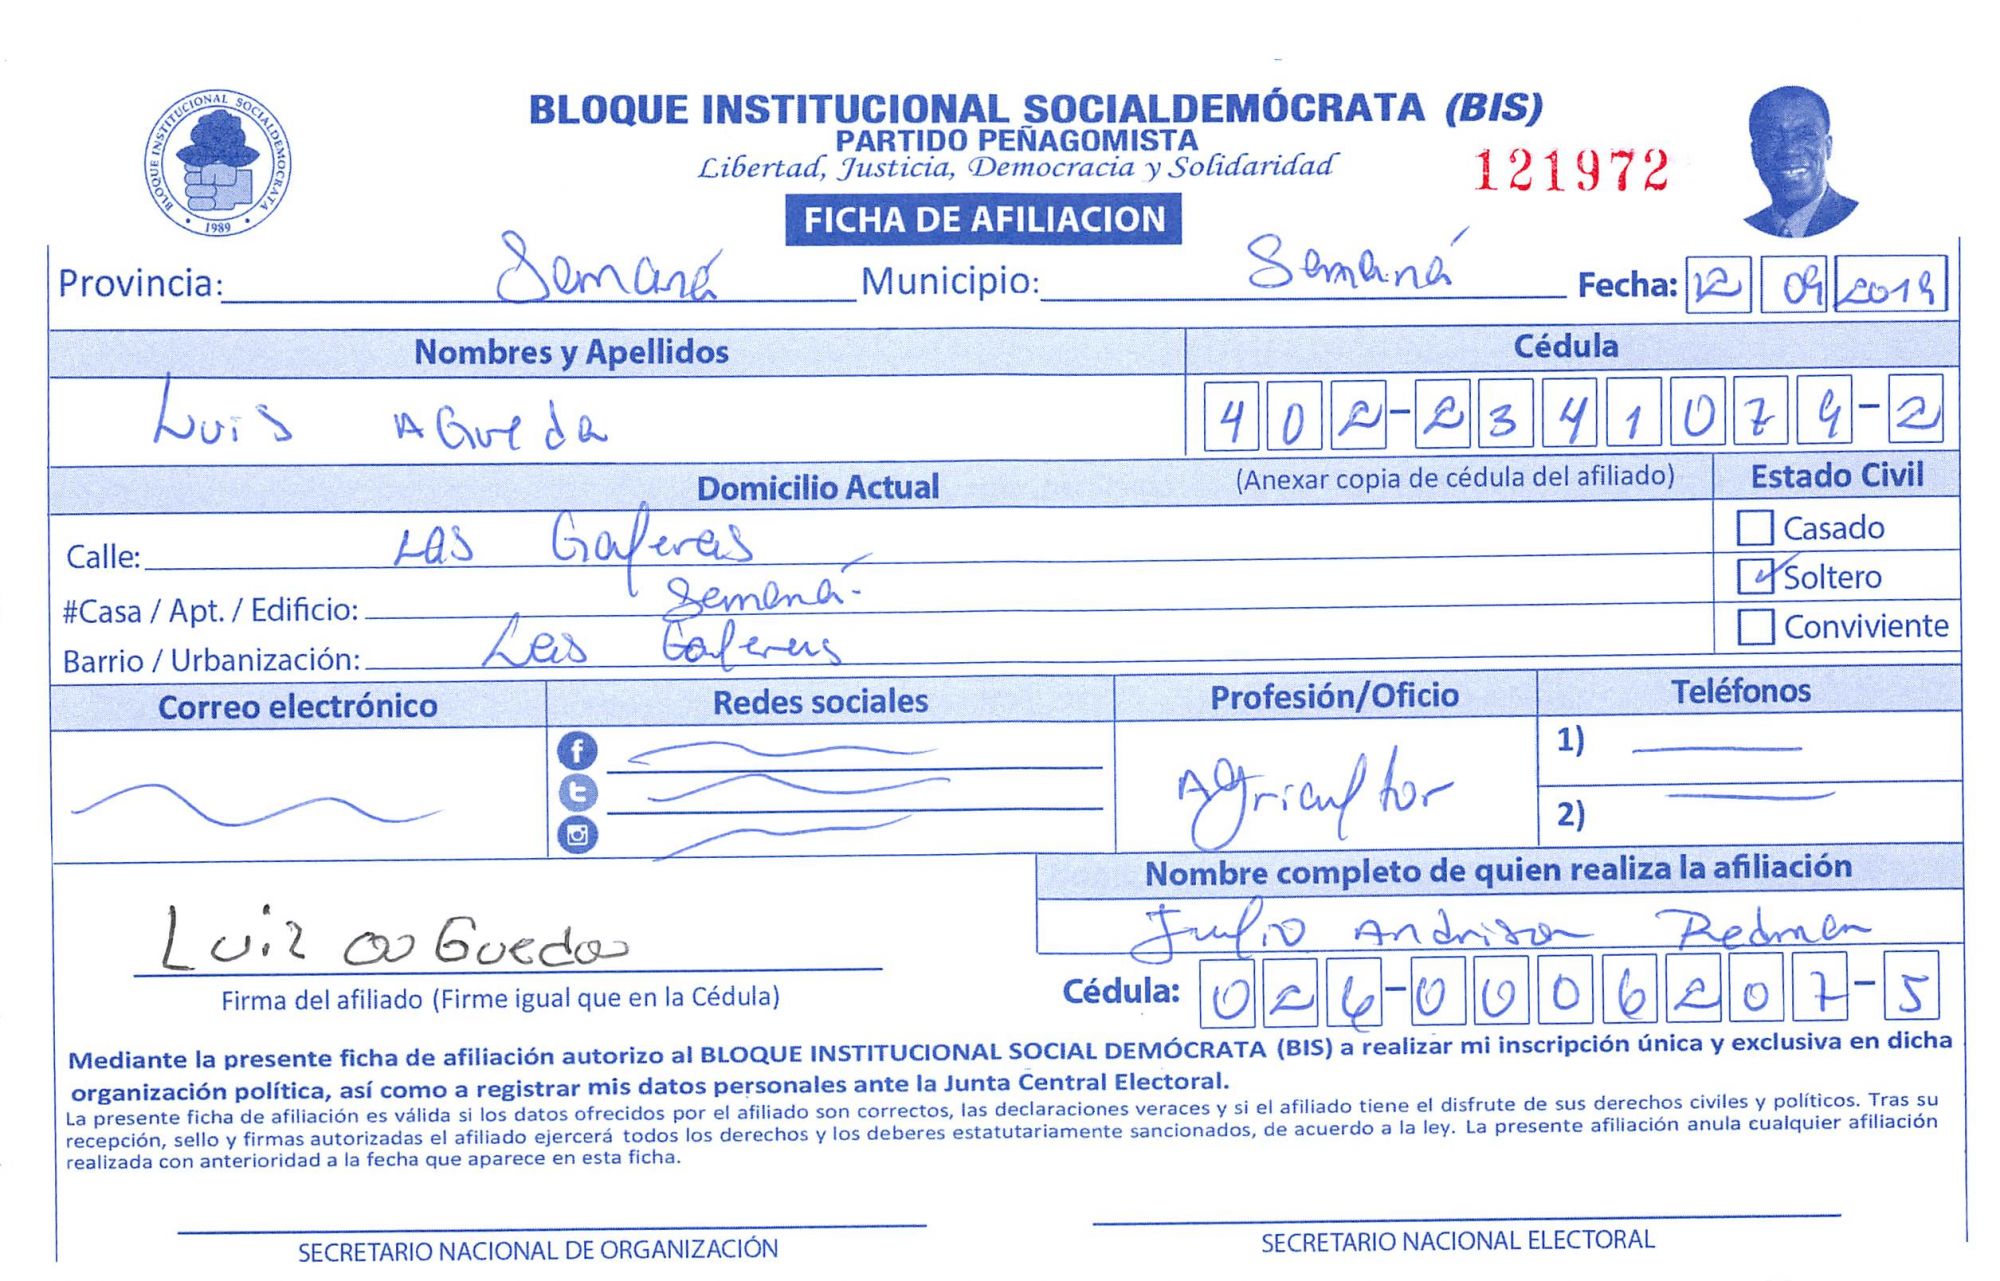 BLOQUE INSTITUCIONAL SOCIALDEMÓCRATA
1989
BLOQUE INSTITUCIONAL SOCIALDEMÓCRATA (BIS)
PARTIDO PEÑAGOMISTA
Libertad, Justicia, Democracia y Solidaridad
121972
FICHA DE AFILIACION
Provincia: Samaná Municipio: Samaná Fecha: 12 09 2019
Nombres y Apellidos Cédula
Luis Agueda 402-2341079-2
Domicilio Actual (Anexar copia de cédula del afiliado) Estado Civil
Calle: Las Galeras Casado
#Casa / Apt. / Edificio: Samaná. Soltero
Barrio / Urbanización: Las Galeras Conviviente
Correo electrónico Redes sociales Profesión/Oficio Teléfonos
Agricultor 1)
2)
Nombre completo de quien realiza la afiliación
Julio Andrison Redman
Luiz agueda
Firma del afiliado (Firme igual que en la Cédula) Cédula: 026-0006207-5
Mediante la presente ficha de afiliación autorizo al BLOQUE INSTITUCIONAL SOCIAL DEMÓCRATA (BIS) a realizar mi inscripción única y exclusiva en dicha
organización política, así como a registrar mis datos personales ante la Junta Central Electoral.
La presente ficha de afiliación es válida si los datos ofrecidos por el afiliado son correctos, las declaraciones veraces y si el afiliado tiene el disfrute de sus derechos civiles y políticos. Tras su
recepción, sello y firmas autorizadas el afiliado ejercerá todos los derechos y los deberes estatutariamente sancionados, de acuerdo a la ley. La presente afiliación anula cualquier afiliación
realizada con anterioridad a la fecha que aparece en esta ficha.
SECRETARIO NACIONAL DE ORGANIZACIÓN SECRETARIO NACIONAL ELECTORAL